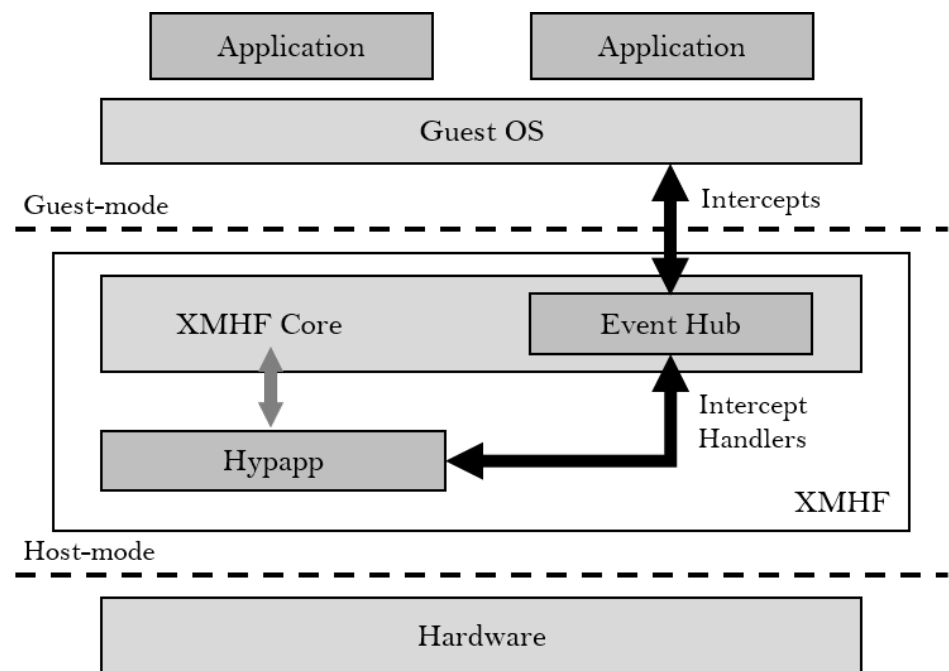 Application
Application
Guest OS
Guest-mode
Intercepts
XMHF Core
Event Hub
Intercept
Handlers
Hypapp
XMHF
Host-mode
Hardware